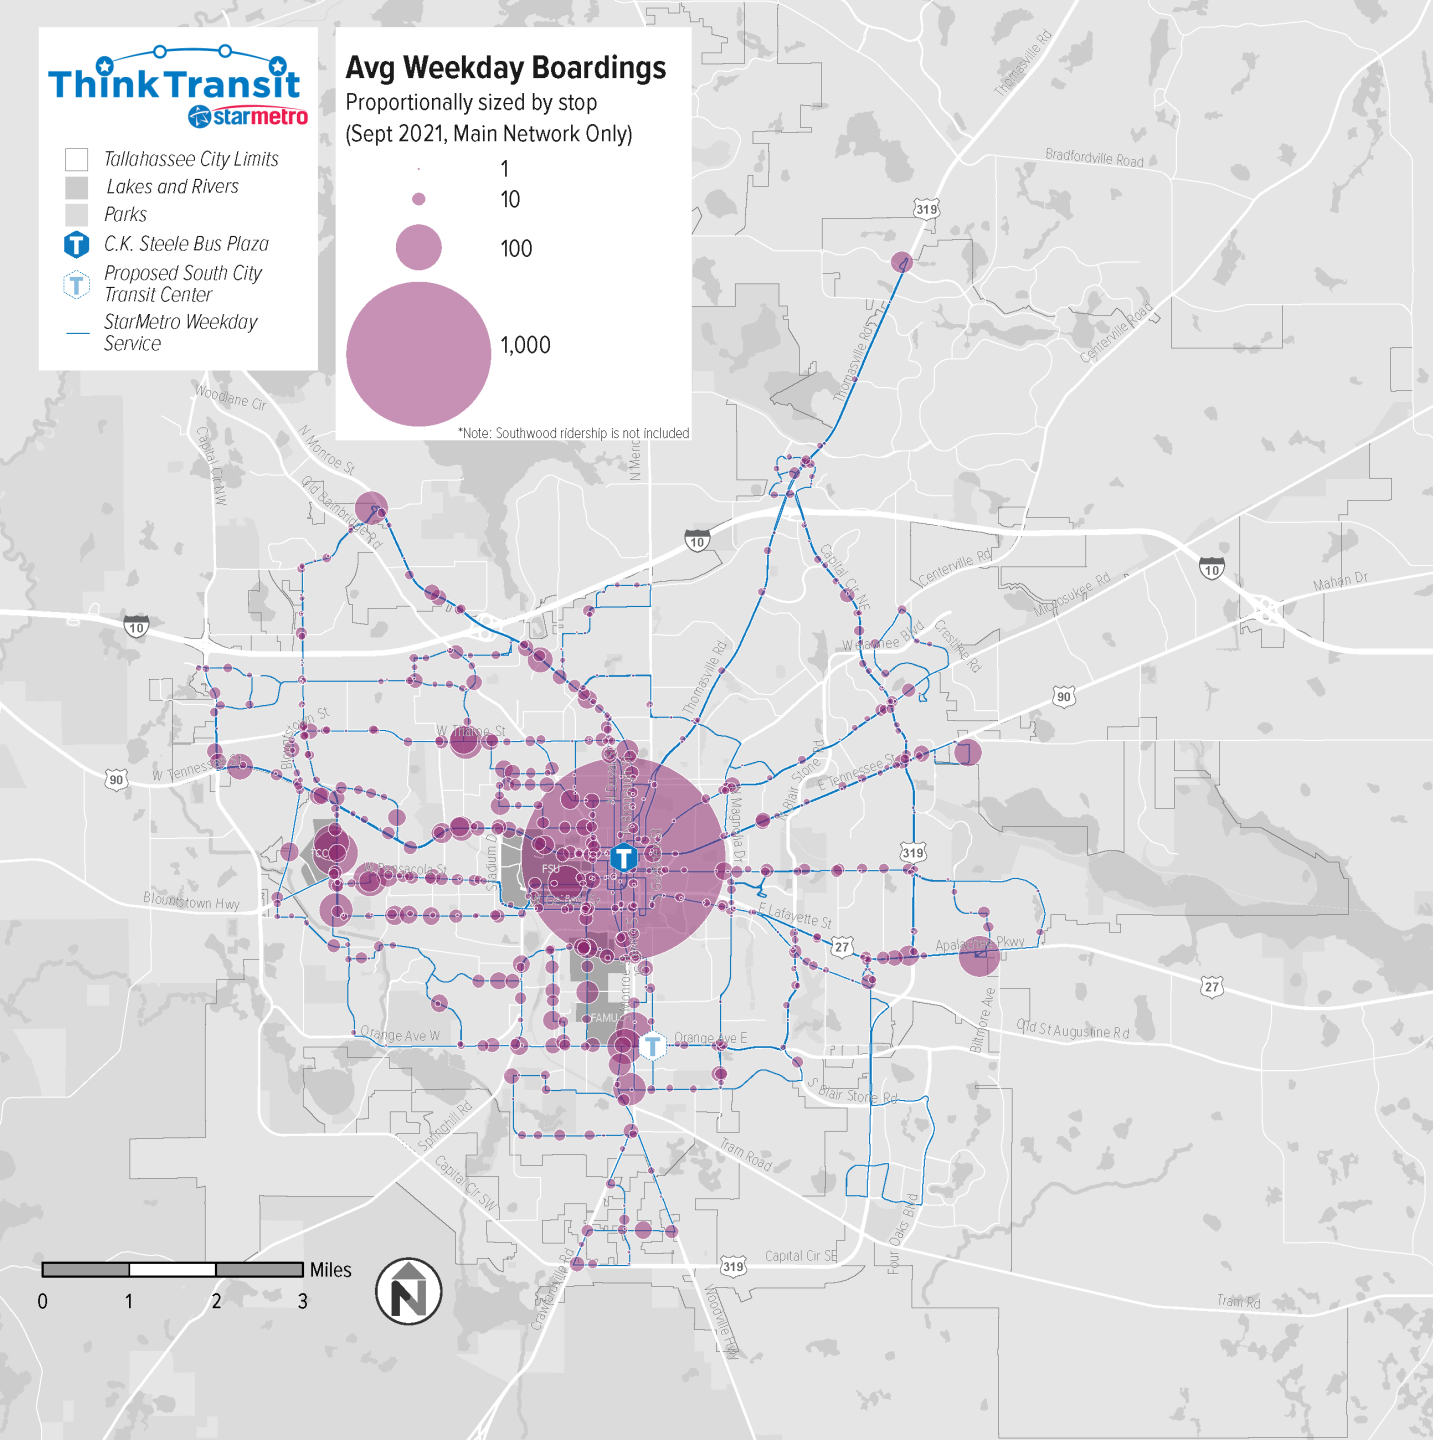 ThinkTransit
starmetro
Tallahassee City Limits
Lakes and Rivers
Parks
C.K. Steele Bus Plaza
Proposed South City
Transit Center
StarMetro Weekday
Service
Avg Weekday Boardings
Proportionally sized by stop
(Sept 2021, Main Network Only)
1
10
100
1,000
*Note: Southwood ridership is not included
Thomasville Rd
Bradfordville Road
319
Centerville Road
Thomasville Rd
Woodlane Cir
N Monroe St
Capital Cir NW
Old Bainbridge Rd
N Meri
10
Capital Cir NE
Centerville Rd
10
Mahan Dr
Miccosukee Rd
10
Welaunee Blvd
Crestline Rd
Thomasville Rd
90
W Tharpe St
90
W Tennessee St
E Tennessee St
N Magnolia Dr
W Pensacola St
Stadium D
FSU
T
319
Blountstown Hwy
E Lafayette St
27
Apalachee Pkwy
27
FAMU
Monroe
Orange Ave W
T
Orange Ave E
Biltmore Ave
Old St Augustine Rd
S Blair Stone Rd
Springhill Rd
Tram Road
Capital Cir SW
Four Oaks Blvd
Capital Cir SE
319
Crawfordville Rd
Woodville Hwy
Tram Rd
Miles
0 1 2 3
N